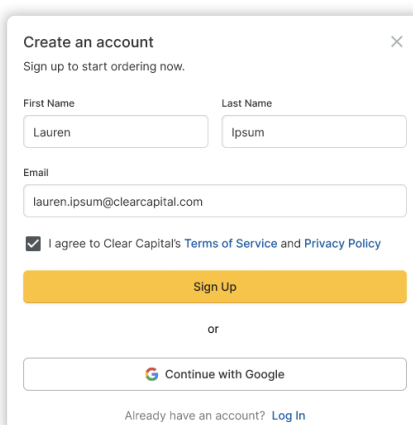 Create an account
Sign up to start ordering now.
First Name Last Name
Lauren Ipsum
Email
lauren.ipsum@clearcapital.com
I agree to Clear Capital's Terms of Service and Privacy Policy
Sign Up
or
Continue with Google
Already have an account? Log In